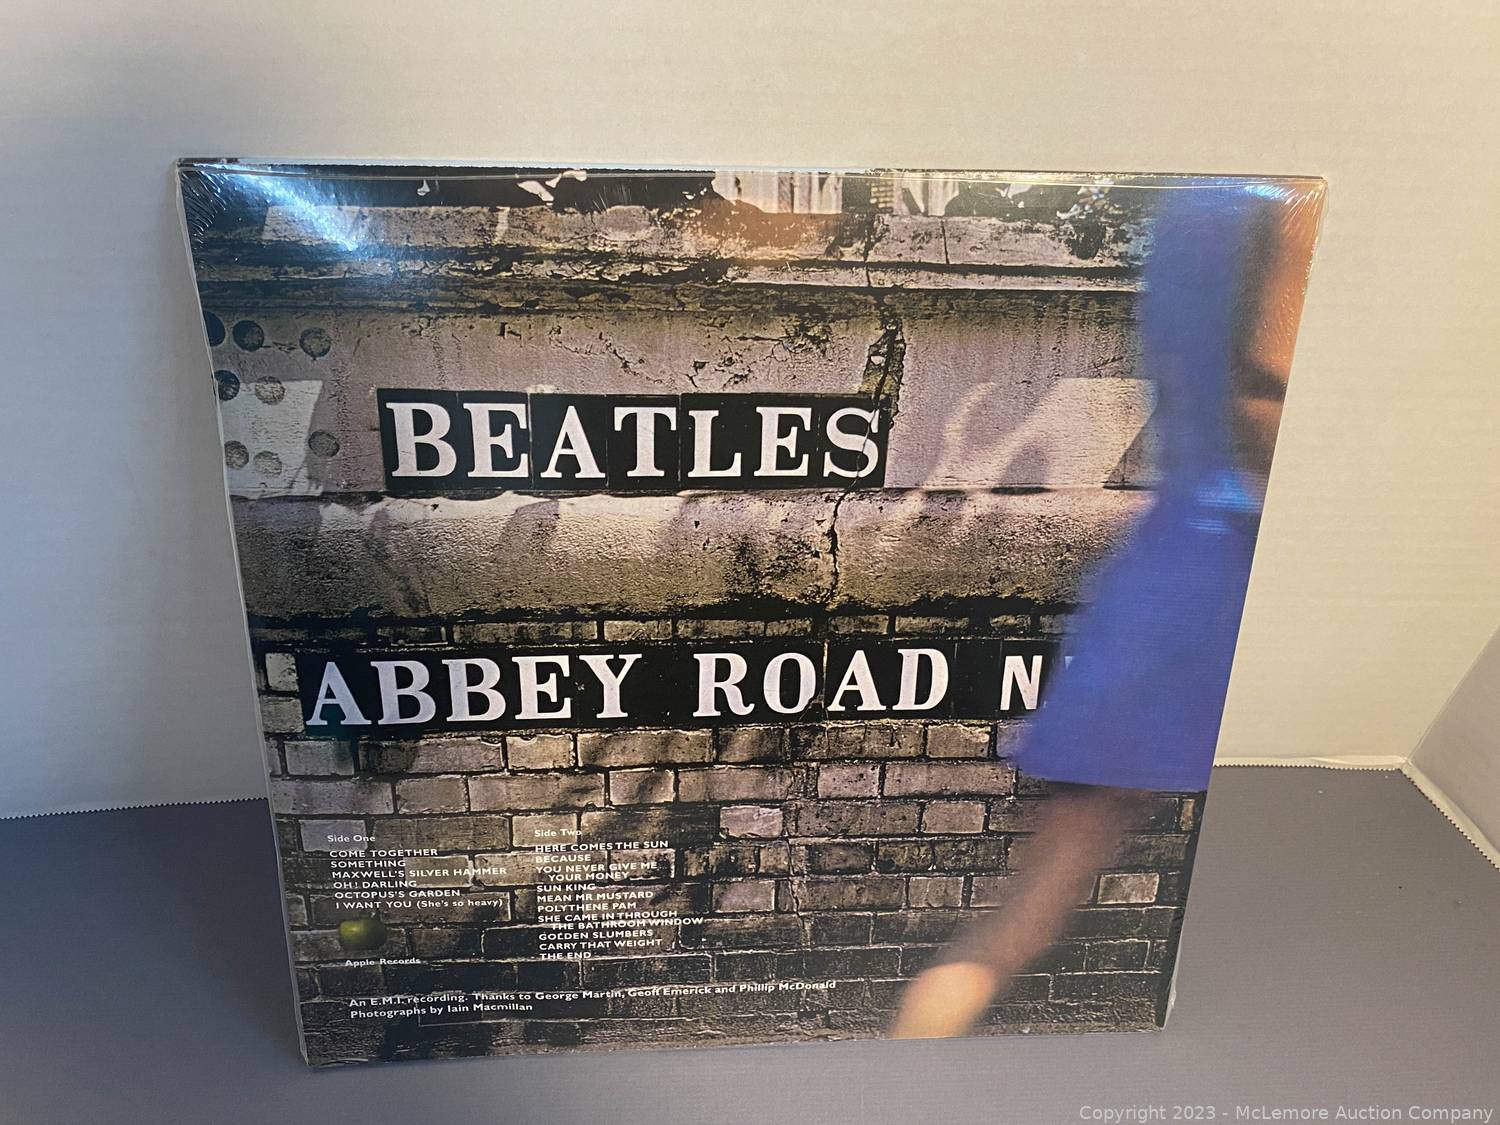 BEATLES
ABBEY ROAD N
Side One
COME TOGETHER
SOMETHING
MAXWELL'S SILVER HAMMER
OH! DARLING
OCTOPUS'S GARDEN
I WANT YOU (She's so heavy)
Apple Records
Side Two
HERE COMES THE SUN
BECAUSE
YOU NEVER GIVE ME
YOUR MONEY
SUN KING
MEAN MR MUSTARD
POLYTHENE PAM
SHE CAME IN THROUGH
THE BATHROOM WINDOW
GOLDEN SLUMBERS
CARRY THAT WEIGHT
THE END
An E.M.I. recording. Thanks to George Martin, Geoff Emerick and Phillip McDonald
Photographs by Iain Macmillan
Copyright 2023 - McLemore Auction Company